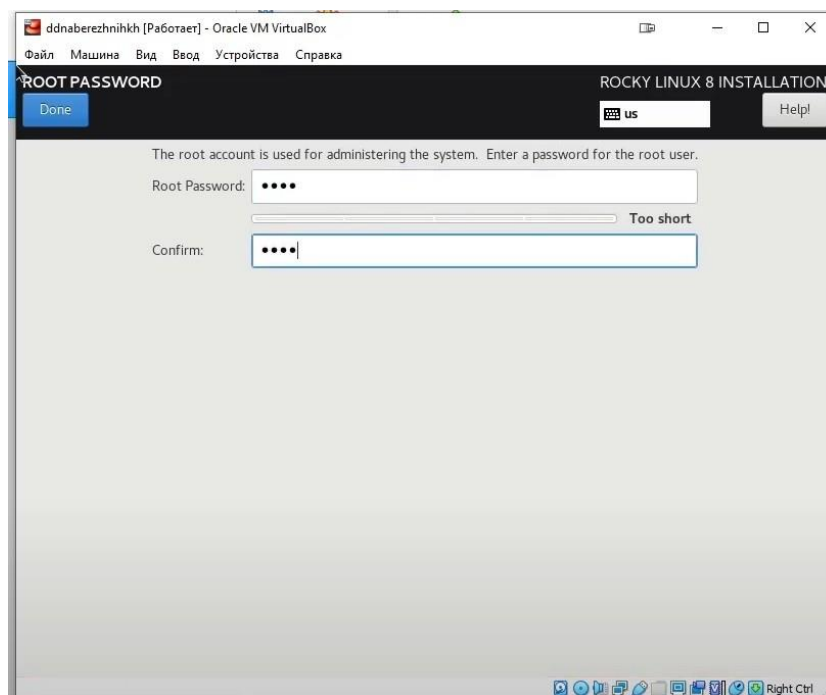 ddnaberezhnihkh [Работает] - Oracle VM VirtualBox
Файл Машина Вид Ввод Устройства Справка
ROOT PASSWORD
ROCKY LINUX 8 INSTALLATION
Done
us
Help!
The root account is used for administering the system. Enter a password for the root user.
Root Password: ••••
Too short
Confirm: ••••
Right Ctrl